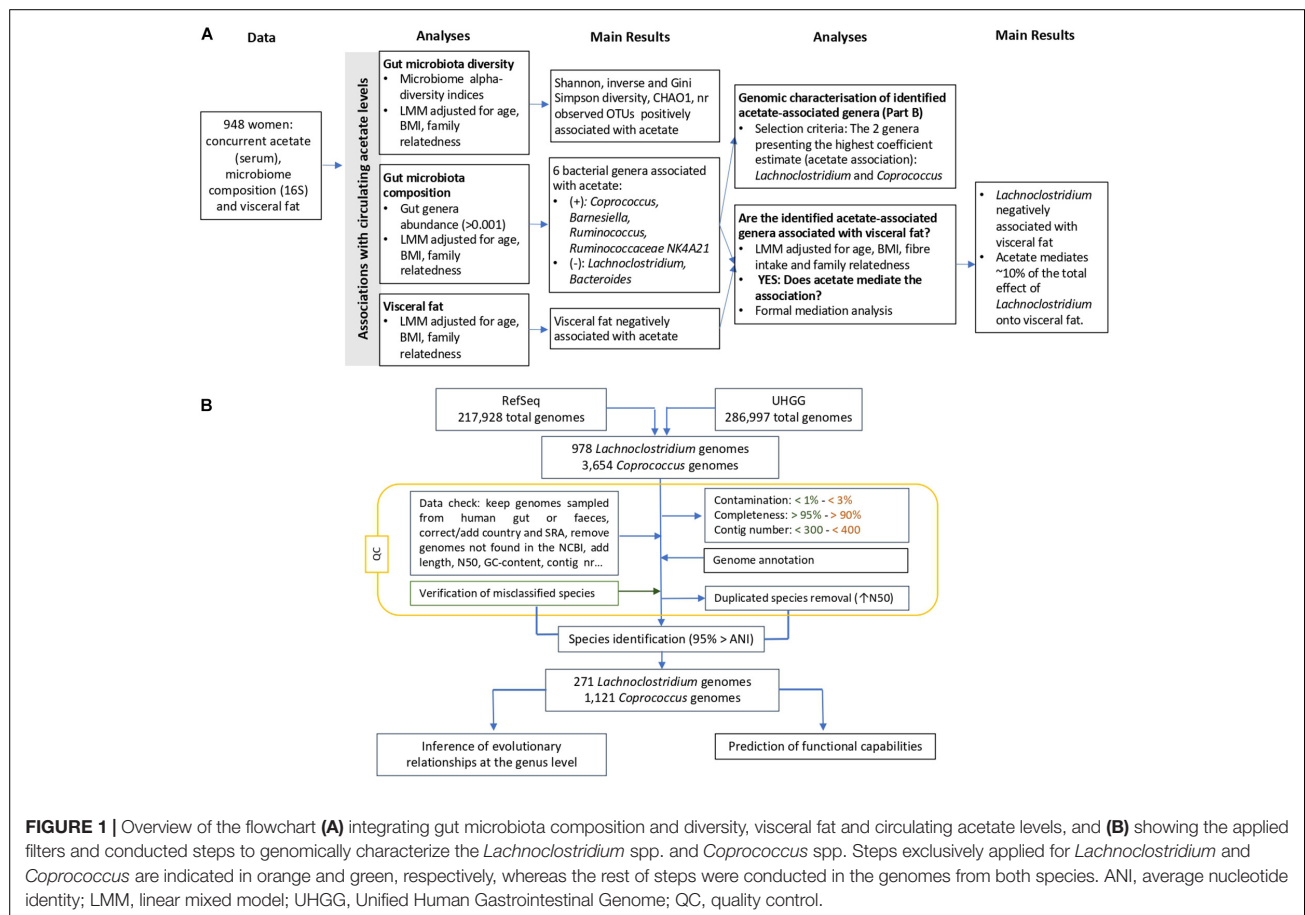 A
Data
Analyses
Main Results
Analyses
Main Results
948 women:
concurrent acetate
(serum),
microbiome
composition (16S)
and visceral fat
Associations with circulating acetate levels
Gut microbiota diversity
• Microbiome alpha-
diversity indices
• LMM adjusted for age,
BMI, family
relatedness
Gut microbiota
composition
• Gut genera
abundance (>0.001)
• LMM adjusted for age,
BMI, family
relatedness
Visceral fat
• LMM adjusted for age,
BMI, family
relatedness
Shannon, inverse and Gini
Simpson diversity, CHAO1, nr
observed OTUs positively
associated with acetate
6 bacterial genera associated
with acetate:
• (+): Coprococcus,
Barnesiella,
Ruminococcus,
Ruminococcaceae NK4A21
• (-): Lachnoclostridium,
Bacteroides
Visceral fat negatively
associated with acetate
Genomic characterisation of identified
acetate-associated genera (Part B)
• Selection criteria: The 2 genera
presenting the highest coefficient
estimate (acetate association):
Lachnoclostridium and Coprococcus
Are the identified acetate-associated
genera associated with visceral fat?
• LMM adjusted for age, BMI, fibre
intake and family relatedness
• YES: Does acetate mediate the
association?
• Formal mediation analysis
• Lachnoclostridium
negatively
associated with
visceral fat
• Acetate mediates
~10% of the total
effect of
Lachnoclostridium
onto visceral fat.
B
RefSeq
217,928 total genomes
UHGG
286,997 total genomes
978 Lachnoclostridium genomes
3,654 Coprococcus genomes
QC
Data check: keep genomes sampled
from human gut or faeces,
correct/add country and SRA, remove
genomes not found in the NCBI, add
length, N50, GC-content, contig nr...
Contamination: < 1% - < 3%
Completeness: > 95% - > 90%
Contig number: < 300 - < 400
Genome annotation
Verification of misclassified species
Duplicated species removal (↑N50)
Species identification (95% > ANI)
271 Lachnoclostridium genomes
1,121 Coprococcus genomes
Inference of evolutionary
relationships at the genus level
Prediction of functional capabilities
FIGURE 1 | Overview of the flowchart (A) integrating gut microbiota composition and diversity, visceral fat and circulating acetate levels, and (B) showing the applied
filters and conducted steps to genomically characterize the Lachnoclostridium spp. and Coprococcus spp. Steps exclusively applied for Lachnoclostridium and
Coprococcus are indicated in orange and green, respectively, whereas the rest of steps were conducted in the genomes from both species. ANI, average nucleotide
identity; LMM, linear mixed model; UHGG, Unified Human Gastrointestinal Genome; QC, quality control.